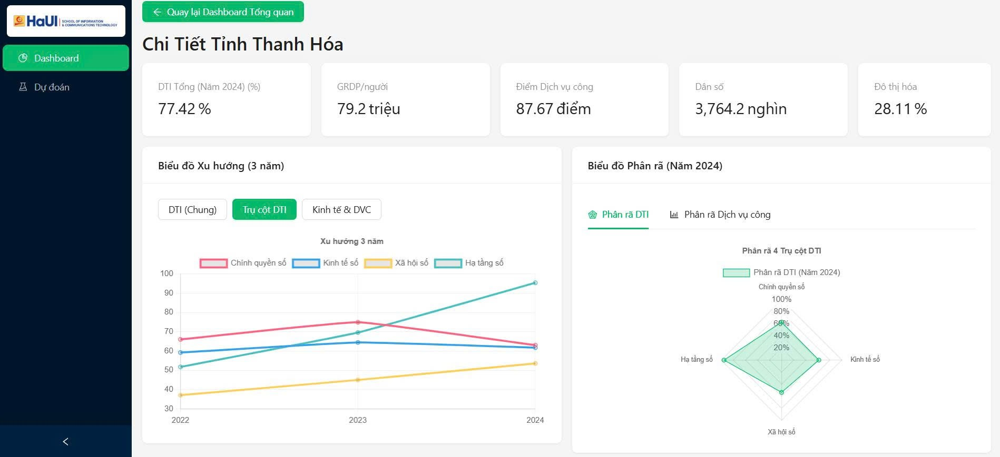 HaUI SCHOOL OF INFORMATION
& COMMUNICATIONS TECHNOLOGY
Dashboard
Dự đoán
Quay lại Dashboard Tổng quan
Chi Tiết Tỉnh Thanh Hóa
DTI Tổng (Năm 2024) (%)
77.42 %
GRDP/người
79.2 triệu
Điểm Dịch vụ công
87.67 điểm
Dân số
3,764.2 nghìn
Đô thị hóa
28.11 %
Biểu đồ Xu hướng (3 năm)
DTI (Chung) Trụ cột DTI Kinh tế & DVC
Xu hướng 3 năm
Chính quyền số Kinh tế số Xã hội số Hạ tầng số
100
90
80
70
60
50
40
30
2022 2023 2024
Biểu đồ Phân rã (Năm 2024)
Phân rã DTI Phân rã Dịch vụ công
Phân rã 4 Trụ cột DTI
Phân rã DTI (Năm 2024)
Chính quyền số
100%
80%
60%
40%
20%
Hạ tầng số Kinh tế số
Xã hội số